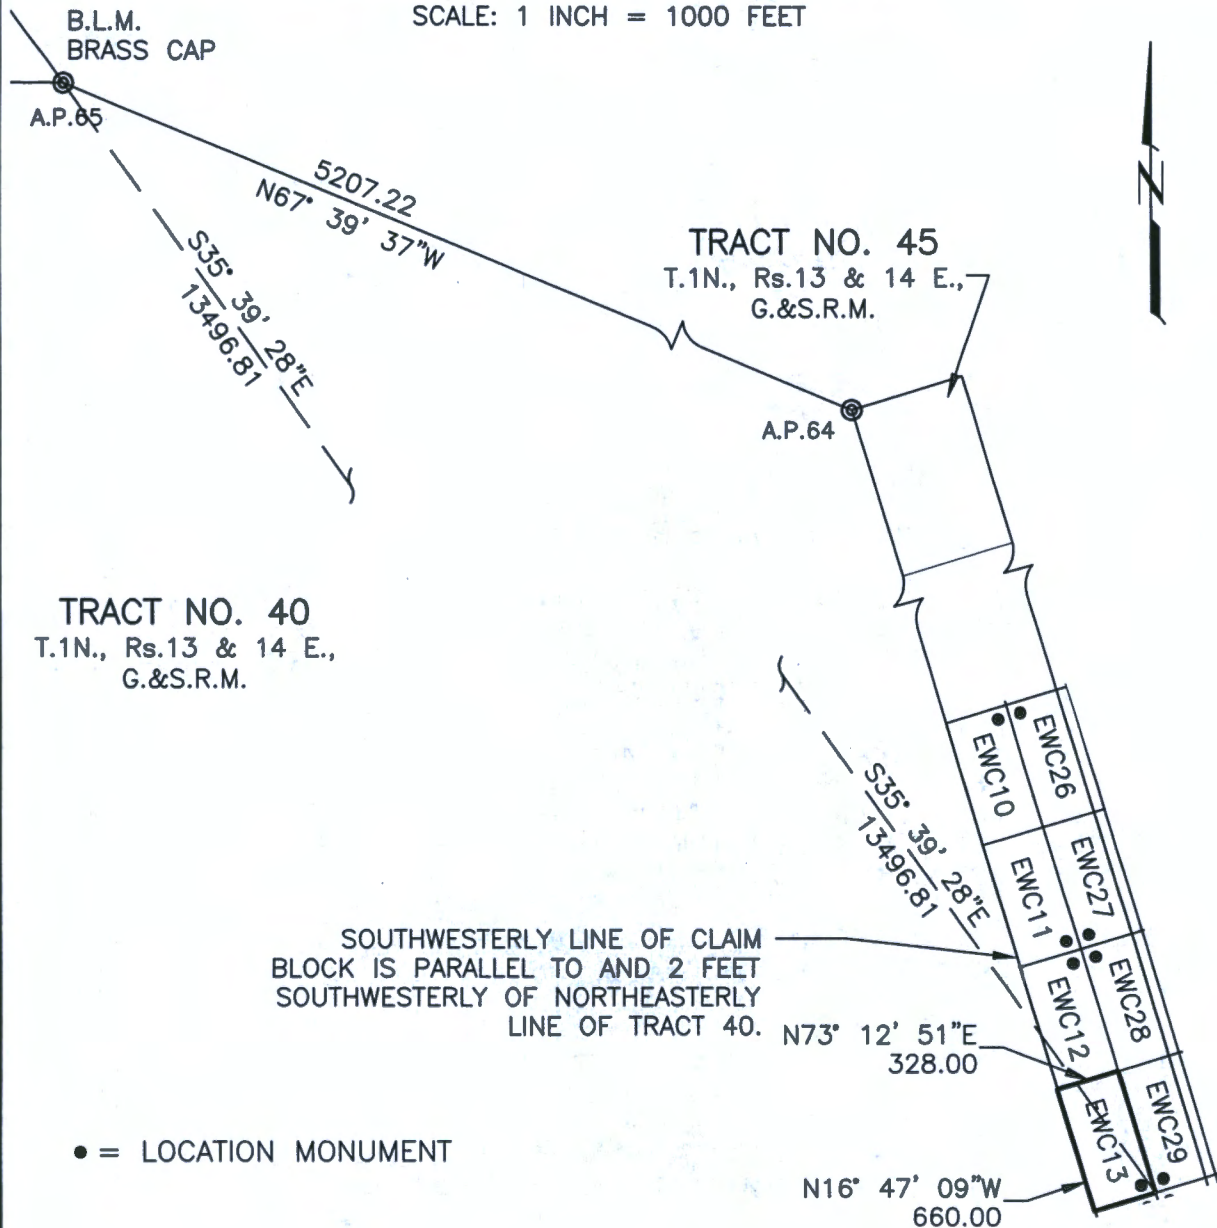 SCALE: 1 INCH = 1000 FEET
B.L.M.
BRASS CAP
A.P.65
5207.22
N67° 39' 37"W
S35° 39' 28"E
13496.81
N
TRACT NO. 45
T.1N., Rs.13 & 14 E.,
G.&S.R.M.
A.P.64
TRACT NO. 40
T.1N., Rs.13 & 14 E.,
G.&S.R.M.
EWC10
EWC26
S35° 39' 28"E
13496.81
EWC11
EWC27
SOUTHWESTERLY LINE OF CLAIM
BLOCK IS PARALLEL TO AND 2 FEET
SOUTHWESTERLY OF NORTHEASTERLY
LINE OF TRACT 40.
EWC12
EWC28
N73° 12' 51"E
328.00
EWC13
EWC29
● = LOCATION MONUMENT
N16° 47' 09"W
660.00